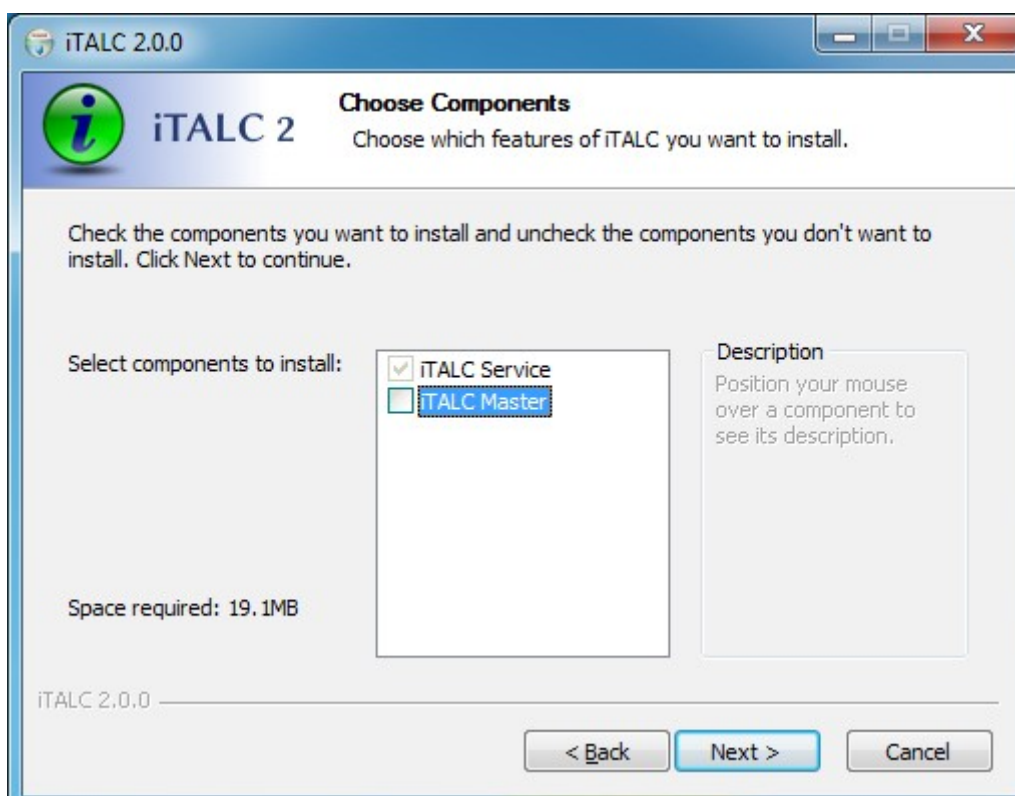 iTALC 2.0.0
iTALC 2
Choose Components
Choose which features of iTALC you want to install.
Check the components you want to install and uncheck the components you don't want to
install. Click Next to continue.
Select components to install:
iTALC Service
iTALC Master
Description
Position your mouse
over a component to
see its description.
Space required: 19.1MB
iTALC 2.0.0
< Back
Next >
Cancel